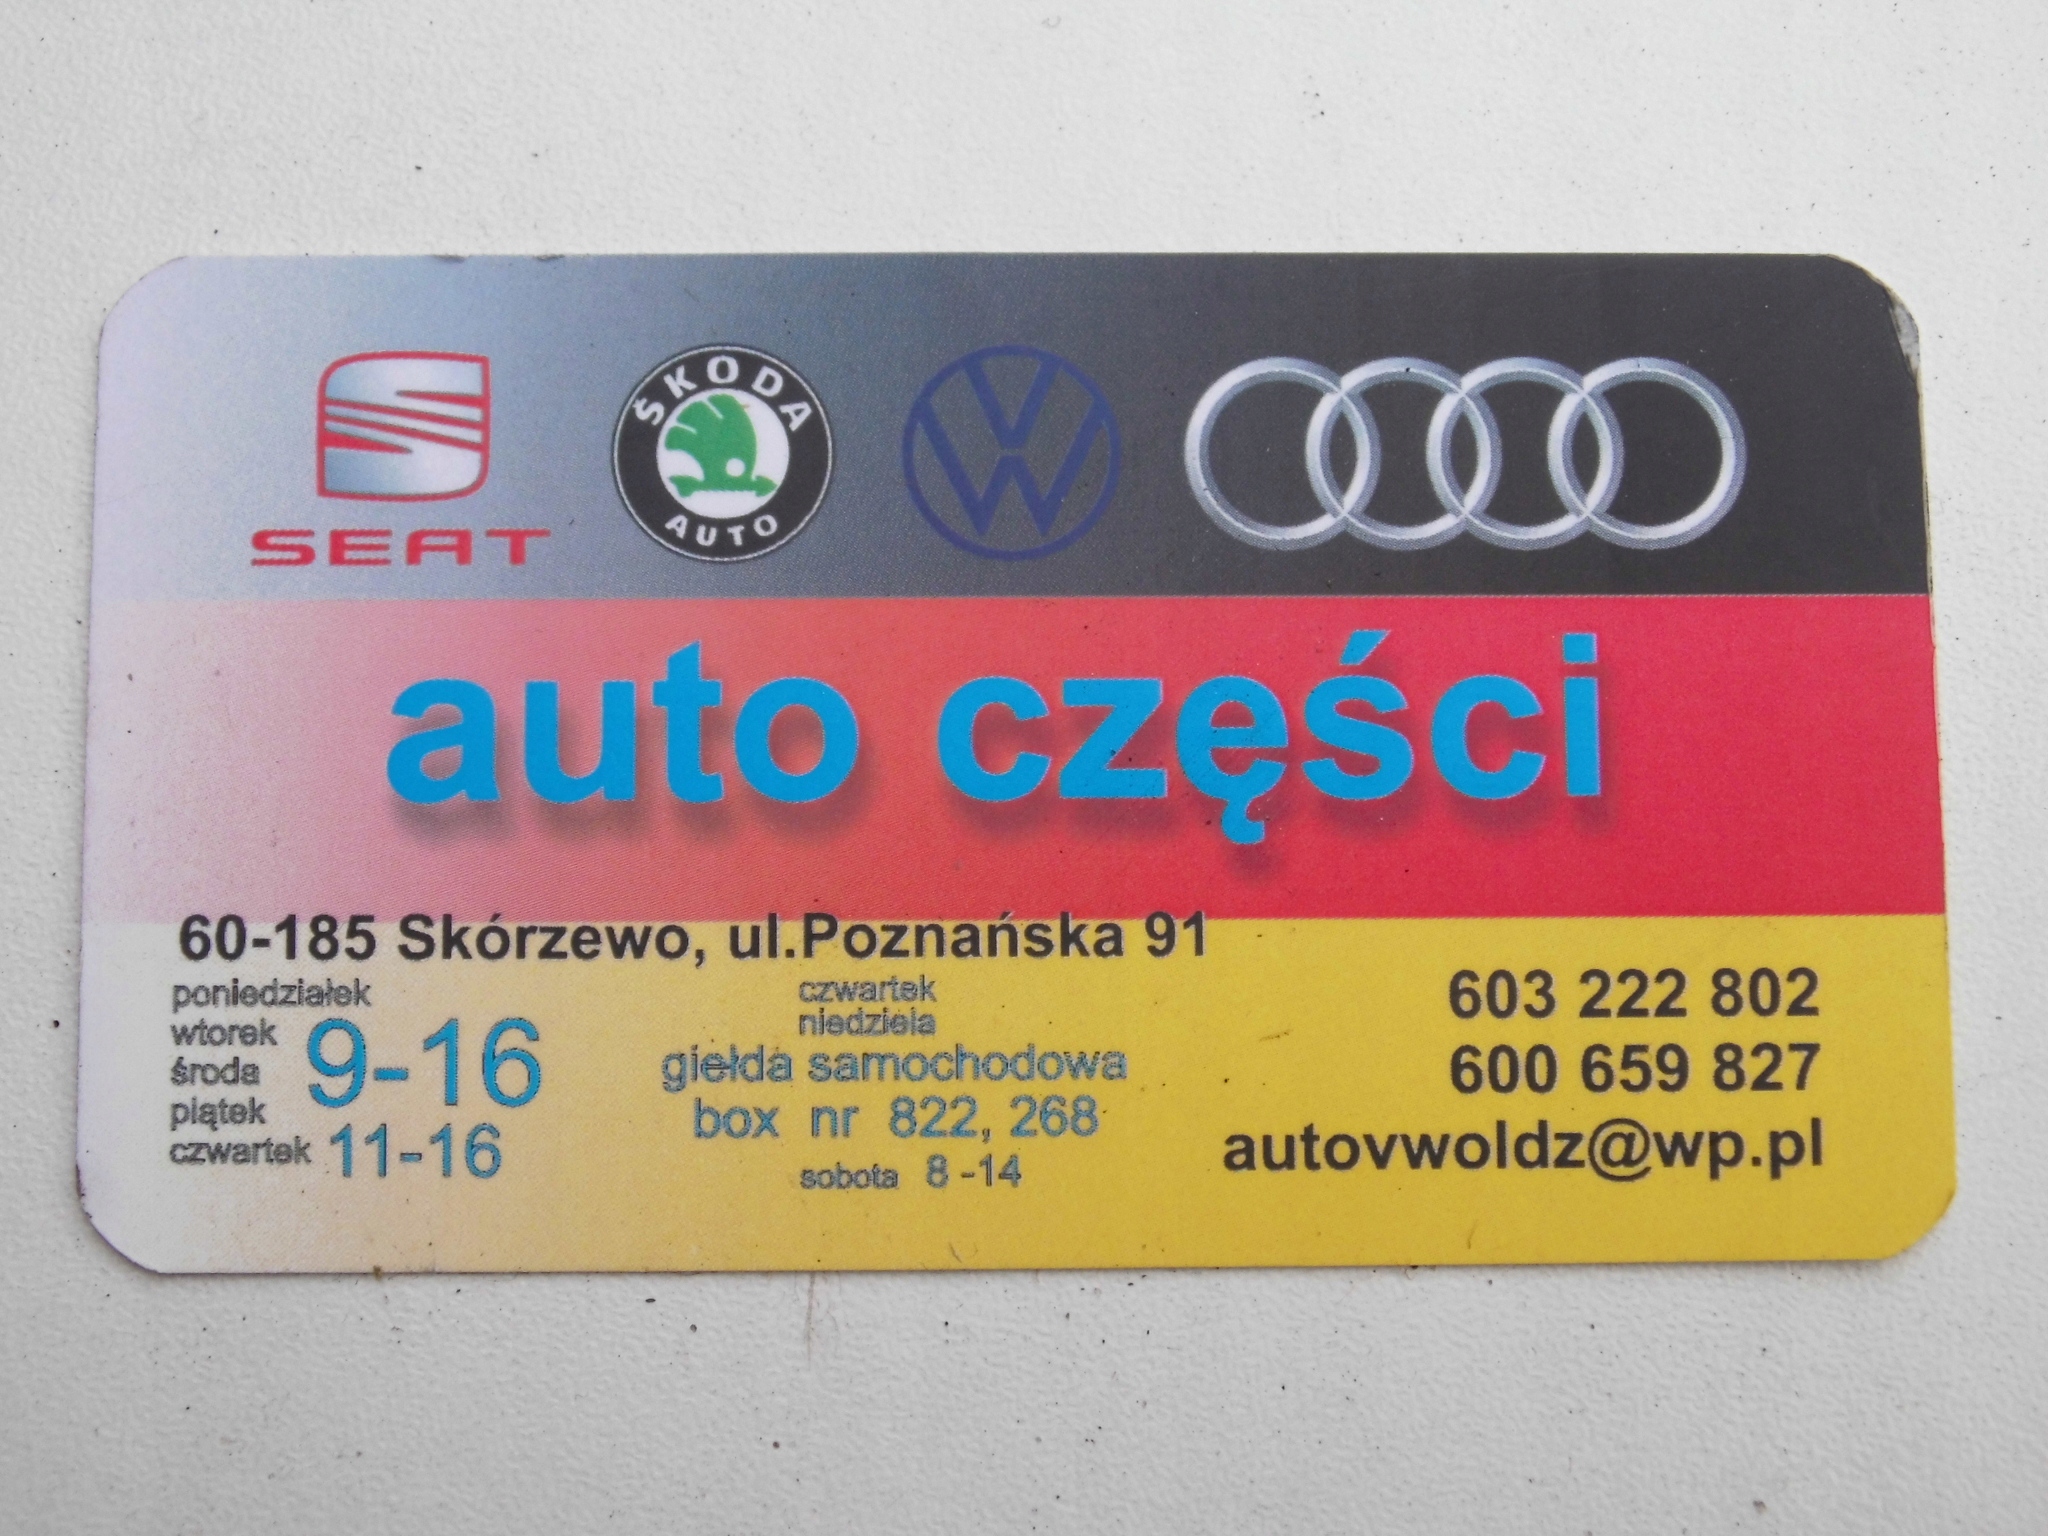 SEAT
ŠKODA
AUTO
auto części
60-185 Skórzewo, ul.Poznańska 91
poniedziałek
wtorek
środa
piątek
9-16
czwartek 11-16
czwartek
niedziela
giełda samochodowa
box nr 822, 268
sobota 8 -14
603 222 802
600 659 827
autovwoldz@wp.pl